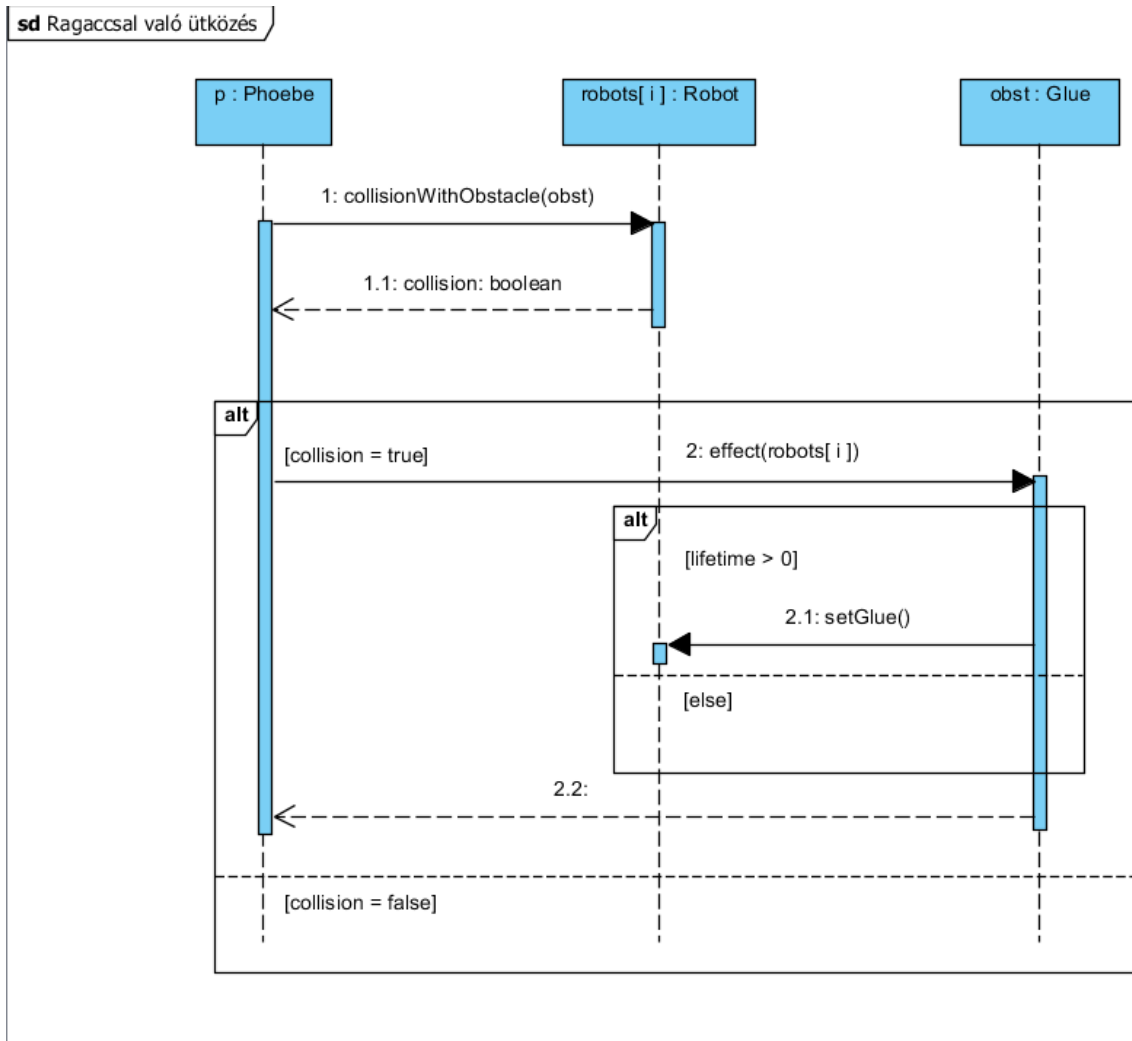 sd Ragaccsal való ütközés
p : Phoebe
robots[ i ] : Robot
obst : Glue
1: collisionWithObstacle(obst)
1.1: collision: boolean
alt
[collision = true]
2: effect(robots[ i ])
alt
[lifetime > 0]
2.1: setGlue()
[else]
2.2:
[collision = false]